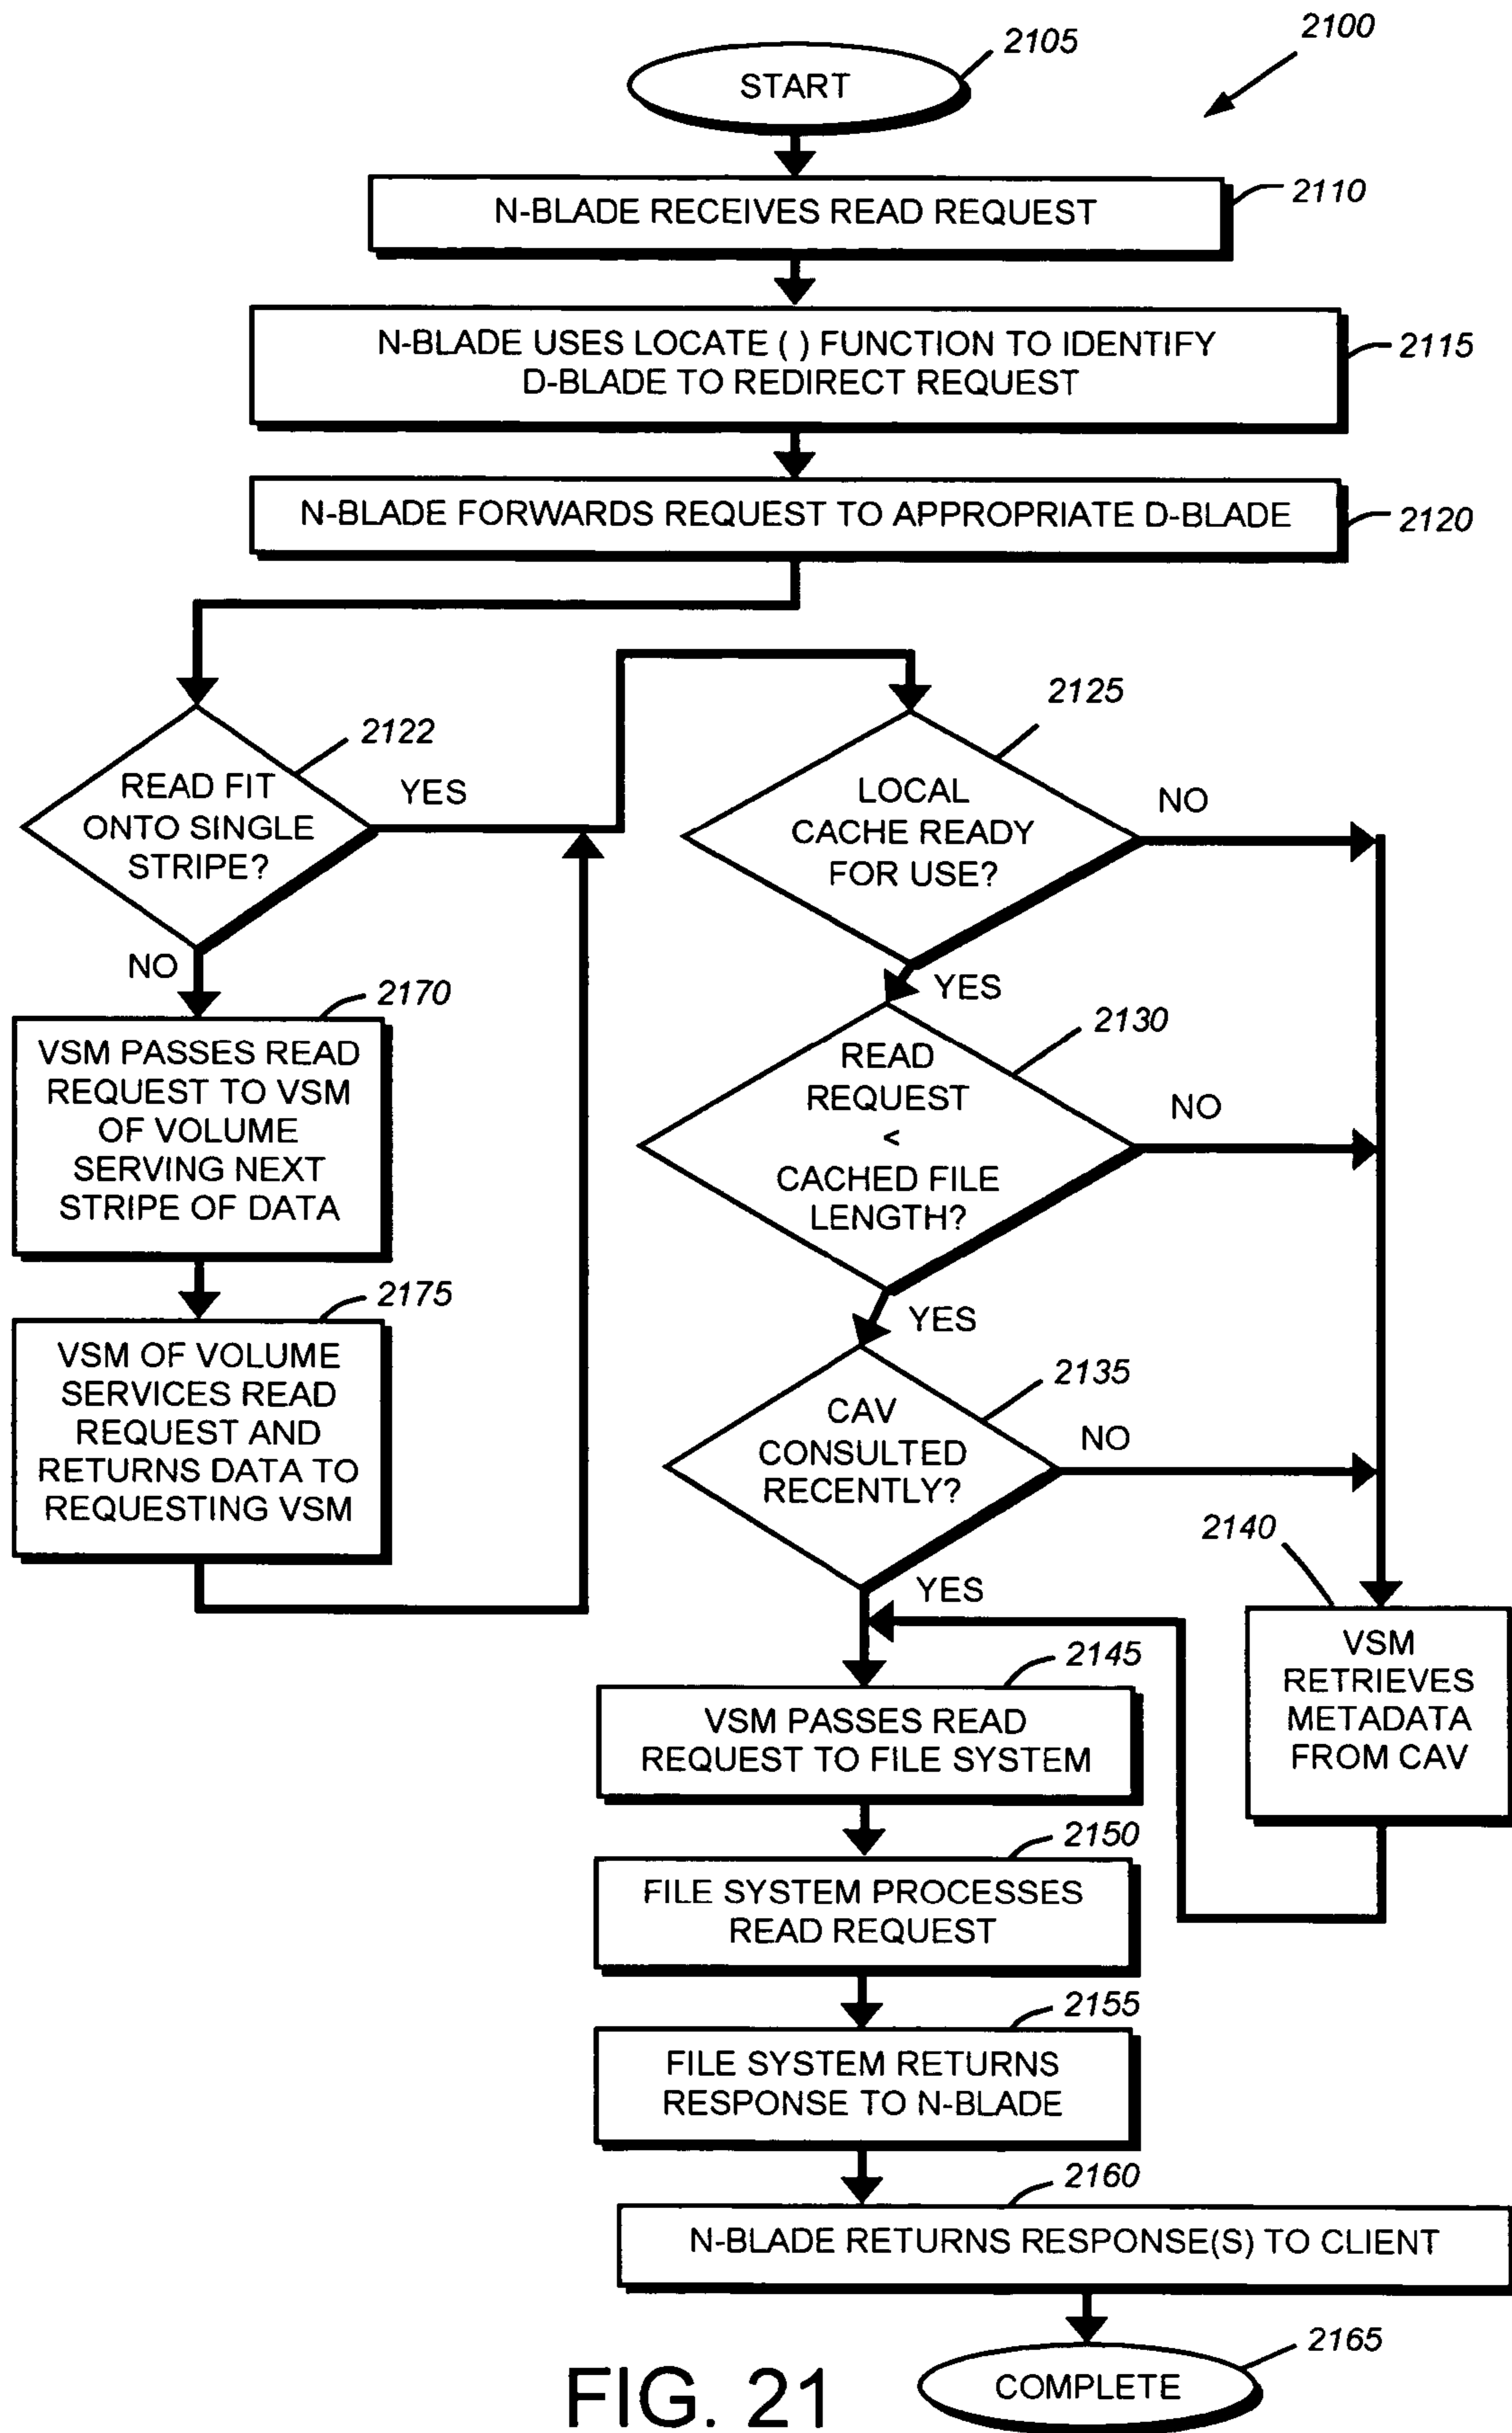 2100
2105
START
2110
N-BLADE RECEIVES READ REQUEST
2115
N-BLADE USES LOCATE ( ) FUNCTION TO IDENTIFY
D-BLADE TO REDIRECT REQUEST
2120
N-BLADE FORWARDS REQUEST TO APPROPRIATE D-BLADE
2122
READ FIT
ONTO SINGLE
STRIPE?
YES
NO
2170
VSM PASSES READ
REQUEST TO VSM
OF VOLUME
SERVING NEXT
STRIPE OF DATA
2175
VSM OF VOLUME
SERVICES READ
REQUEST AND
RETURNS DATA TO
REQUESTING VSM
2125
LOCAL
CACHE READY
FOR USE?
NO
YES
2130
READ
REQUEST
<
CACHED FILE
LENGTH?
NO
YES
2135
CAV
CONSULTED
RECENTLY?
NO
YES
2140
VSM
RETRIEVES
METADATA
FROM CAV
2145
VSM PASSES READ
REQUEST TO FILE SYSTEM
2150
FILE SYSTEM PROCESSES
READ REQUEST
2155
FILE SYSTEM RETURNS
RESPONSE TO N-BLADE
2160
N-BLADE RETURNS RESPONSE(S) TO CLIENT
2165
COMPLETE
FIG. 21